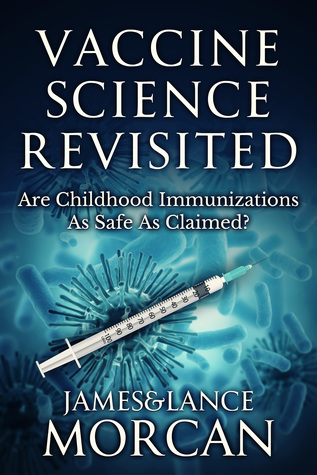 VACCINE
SCIENCE
REVISITED
Are Childhood Immunizations
As Safe As Claimed?
JAMES&LANCE
MORCAN